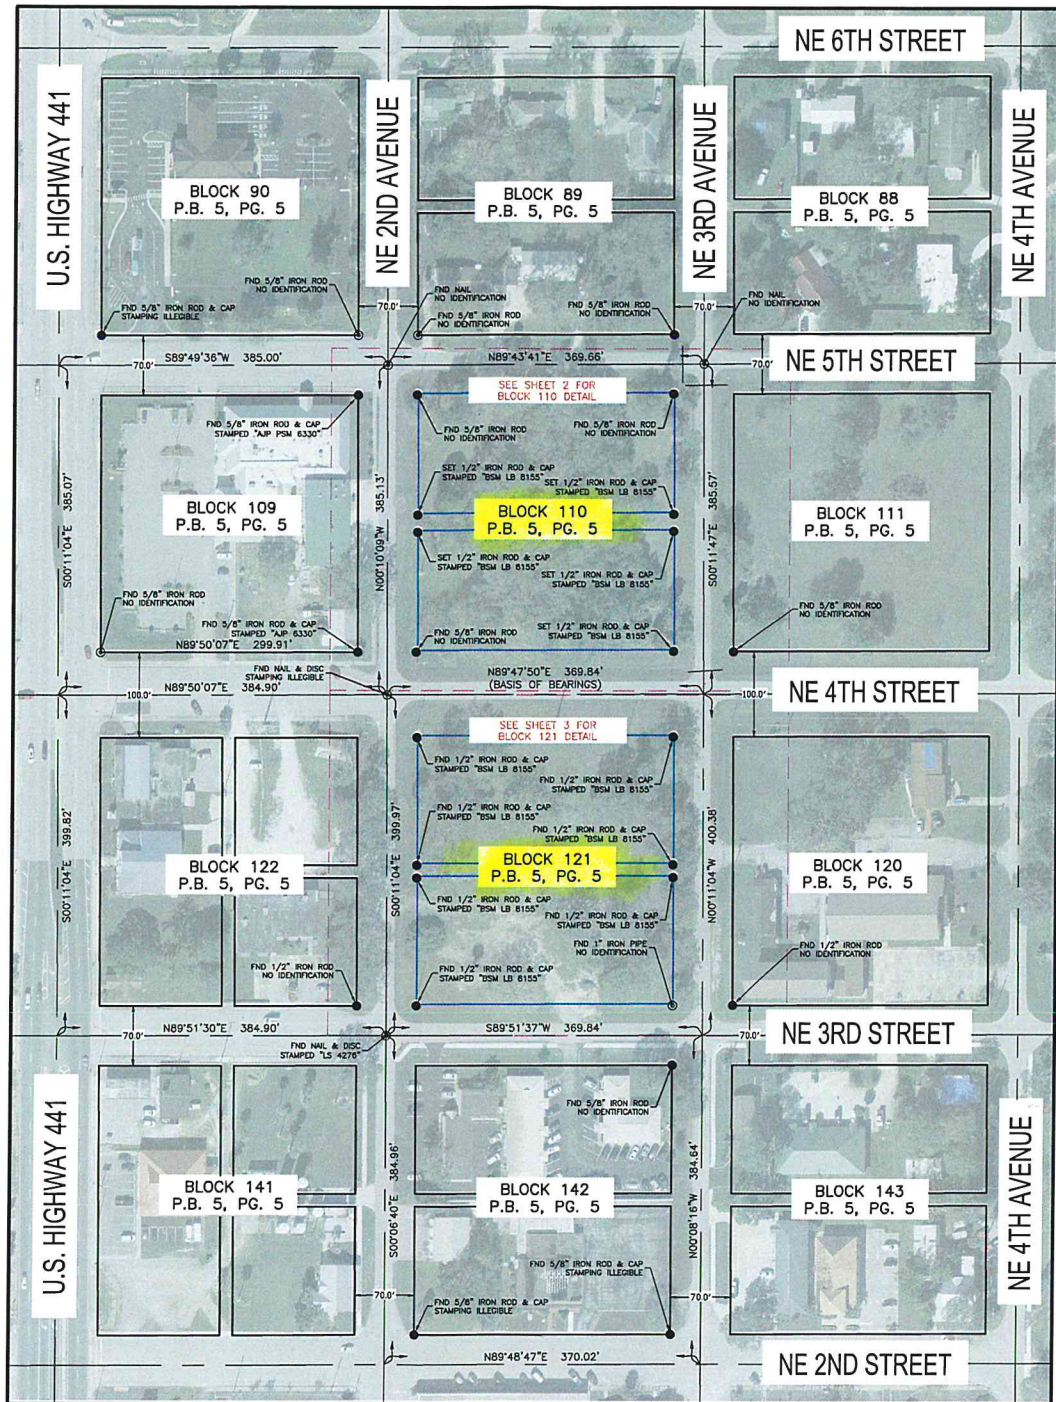 NE 6TH STREET
U.S. HIGHWAY 441
NE 2ND AVENUE
NE 3RD AVENUE
NE 4TH AVENUE
BLOCK 90
P.B. 5, PG. 5
BLOCK 89
P.B. 5, PG. 5
BLOCK 88
P.B. 5, PG. 5
FND 5/8" IRON ROD & CAP
STAMPING ILLEGIBLE
FND 5/8" IRON ROD
NO IDENTIFICATION
70.0'
FND NAIL
NO IDENTIFICATION
FND 5/8" IRON ROD
NO IDENTIFICATION
FND 5/8" IRON ROD
NO IDENTIFICATION
70.0'
FND NAIL
NO IDENTIFICATION
70.0'
S89°49'36"W 385.00'
N89°43'41"E 369.66'
70.0'
NE 5TH STREET
SEE SHEET 2 FOR
BLOCK 110 DETAIL
FND 5/8" IRON ROD & CAP
STAMPED "AJP PSM 6330"
FND 5/8" IRON ROD
NO IDENTIFICATION
FND 5/8" IRON ROD
NO IDENTIFICATION
S00°11'04"E 385.07'
N00°10'09"W 385.13'
S00°11'47"E 385.57'
SET 1/2" IRON ROD & CAP
STAMPED "BSM LB 8155"
SET 1/2" IRON ROD & CAP
STAMPED "BSM LB 8155"
BLOCK 109
P.B. 5, PG. 5
BLOCK 110
P.B. 5, PG. 5
BLOCK 111
P.B. 5, PG. 5
SET 1/2" IRON ROD & CAP
STAMPED "BSM LB 8155"
SET 1/2" IRON ROD & CAP
STAMPED "BSM LB 8155"
FND 5/8" IRON ROD
NO IDENTIFICATION
FND 5/8" IRON ROD & CAP
STAMPED "AJP 6330"
N89°50'07"E 299.91'
FND 5/8" IRON ROD
NO IDENTIFICATION
SET 1/2" IRON ROD & CAP
STAMPED "BSM LB 8155"
FND 5/8" IRON ROD
NO IDENTIFICATION
FND NAIL & DISC
STAMPING ILLEGIBLE
N89°47'50"E 369.84'
(BASIS OF BEARINGS)
100.0'
N89°50'07"E 384.90'
100.0'
NE 4TH STREET
SEE SHEET 3 FOR
BLOCK 121 DETAIL
FND 1/2" IRON ROD & CAP
STAMPED "BSM LB 8155"
FND 1/2" IRON ROD & CAP
STAMPED "BSM LB 8155"
S00°11'04"E 399.82'
S00°11'04"E 399.97'
N00°11'04"W 400.38'
FND 1/2" IRON ROD & CAP
STAMPED "BSM LB 8155"
FND 1/2" IRON ROD & CAP
STAMPED "BSM LB 8155"
BLOCK 122
P.B. 5, PG. 5
BLOCK 121
P.B. 5, PG. 5
BLOCK 120
P.B. 5, PG. 5
FND 1/2" IRON ROD & CAP
STAMPED "BSM LB 8155"
FND 1/2" IRON ROD & CAP
STAMPED "BSM LB 8155"
FND 1/2" IRON ROD
NO IDENTIFICATION
FND 1/2" IRON ROD & CAP
STAMPED "BSM LB 8155"
FND 1" IRON PIPE
NO IDENTIFICATION
FND 1/2" IRON ROD
NO IDENTIFICATION
70.0'
N89°51'30"E 384.90'
S89°51'37"W 369.84'
70.0'
NE 3RD STREET
FND NAIL & DISC
STAMPED "LS 4276"
FND 5/8" IRON ROD
NO IDENTIFICATION
U.S. HIGHWAY 441
S00°06'40"E 384.96'
N00°08'16"W 384.64'
NE 4TH AVENUE
BLOCK 141
P.B. 5, PG. 5
BLOCK 142
P.B. 5, PG. 5
BLOCK 143
P.B. 5, PG. 5
FND 5/8" IRON ROD & CAP
STAMPING ILLEGIBLE
70.0'
FND 5/8" IRON ROD & CAP
STAMPING ILLEGIBLE
70.0'
N89°48'47"E 370.02'
NE 2ND STREET